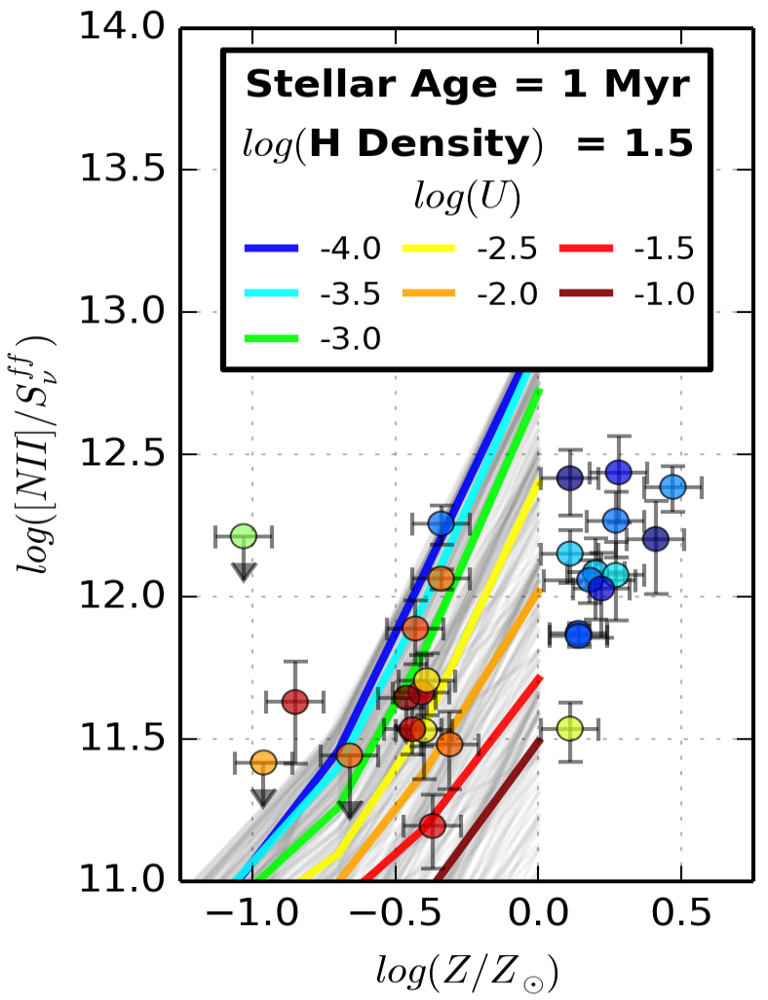 14.0
13.5
13.0
12.5
12.0
11.5
11.0
log([NII]/S_ν^{ff})
Stellar Age = 1 Myr
log(H Density) = 1.5
log(U)
-4.0 -2.5 -1.5
-3.5 -2.0 -1.0
-3.0
−1.0 −0.5 0.0 0.5
log(Z/Z_⊙)